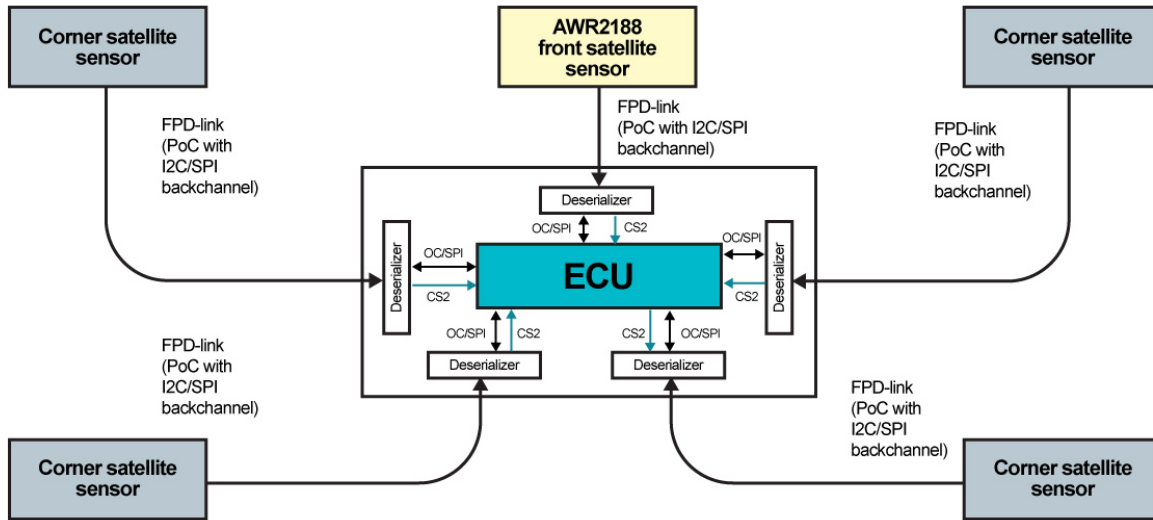 Corner satellite
sensor
AWR2188
front satellite
sensor
Corner satellite
sensor
FPD-link
(PoC with
I2C/SPI
backchannel)
FPD-link
(PoC with I2C/SPI
backchannel)
FPD-link
(PoC with
I2C/SPI
backchannel)
Deserializer
OC/SPI
CS2
Deserializer
OC/SPI
CS2
ECU
OC/SPI
CS2
Deserializer
OC/SPI
CS2
Deserializer
CS2
OC/SPI
Deserializer
FPD-link
(PoC with
I2C/SPI
backchannel)
FPD-link
(PoC with
I2C/SPI
backchannel)
Corner satellite
sensor
Corner satellite
sensor